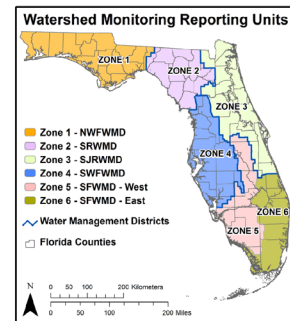 Watershed Monitoring Reporting Units
ZONE 1
ZONE 2
ZONE 3
ZONE 4
ZONE 5
ZONE 6
Zone 1 - NWFWMD
Zone 2 - SRWMD
Zone 3 - SJRWMD
Zone 4 - SWFWMD
Zone 5 - SFWMD - West
Zone 6 - SFWMD - East
Water Management Districts
Florida Counties
N
0 50 100 200 Kilometers
0 50 100 200 Miles